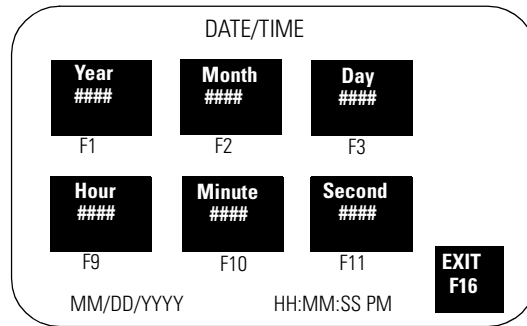 DATE/TIME
Year Month Day
#### #### ####
F1 F2 F3
Hour Minute Second
#### #### ####
F9 F10 F11
EXIT
F16
MM/DD/YYYY HH:MM:SS PM